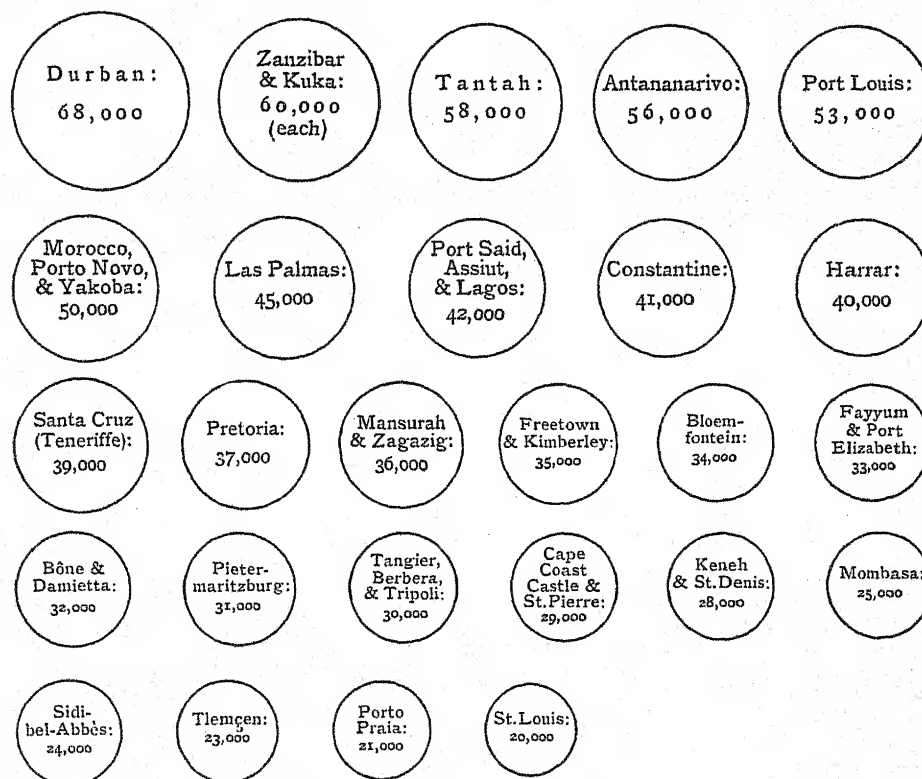 Durban:
68,000
Zanzibar
& Kuka:
60,000
(each)
Tantah:
58,000
Antananarivo:
56,000
Port Louis:
53,000
Morocco,
Porto Novo,
& Yakoba:
50,000
Las Palmas:
45,000
Port Said,
Assiut,
& Lagos:
42,000
Constantine:
41,000
Harrar:
40,000
Santa Cruz
(Teneriffe):
39,000
Pretoria:
37,000
Mansurah
& Zagazig:
36,000
Freetown
& Kimberley:
35,000
Bloem-
fontein:
34,000
Fayyum
& Port
Elizabeth:
33,000
Bône &
Damietta:
32,000
Pieter-
maritzburg:
31,000
Tangier,
Berbera,
& Tripoli:
30,000
Cape
Coast
Castle &
St.Pierre:
29,000
Keneh
& St.Denis:
28,000
Mombasa:
25,000
Sidi-
bel-Abbès:
24,000
Tlemçen:
23,000
Porto
Praia:
21,000
St.Louis:
20,000